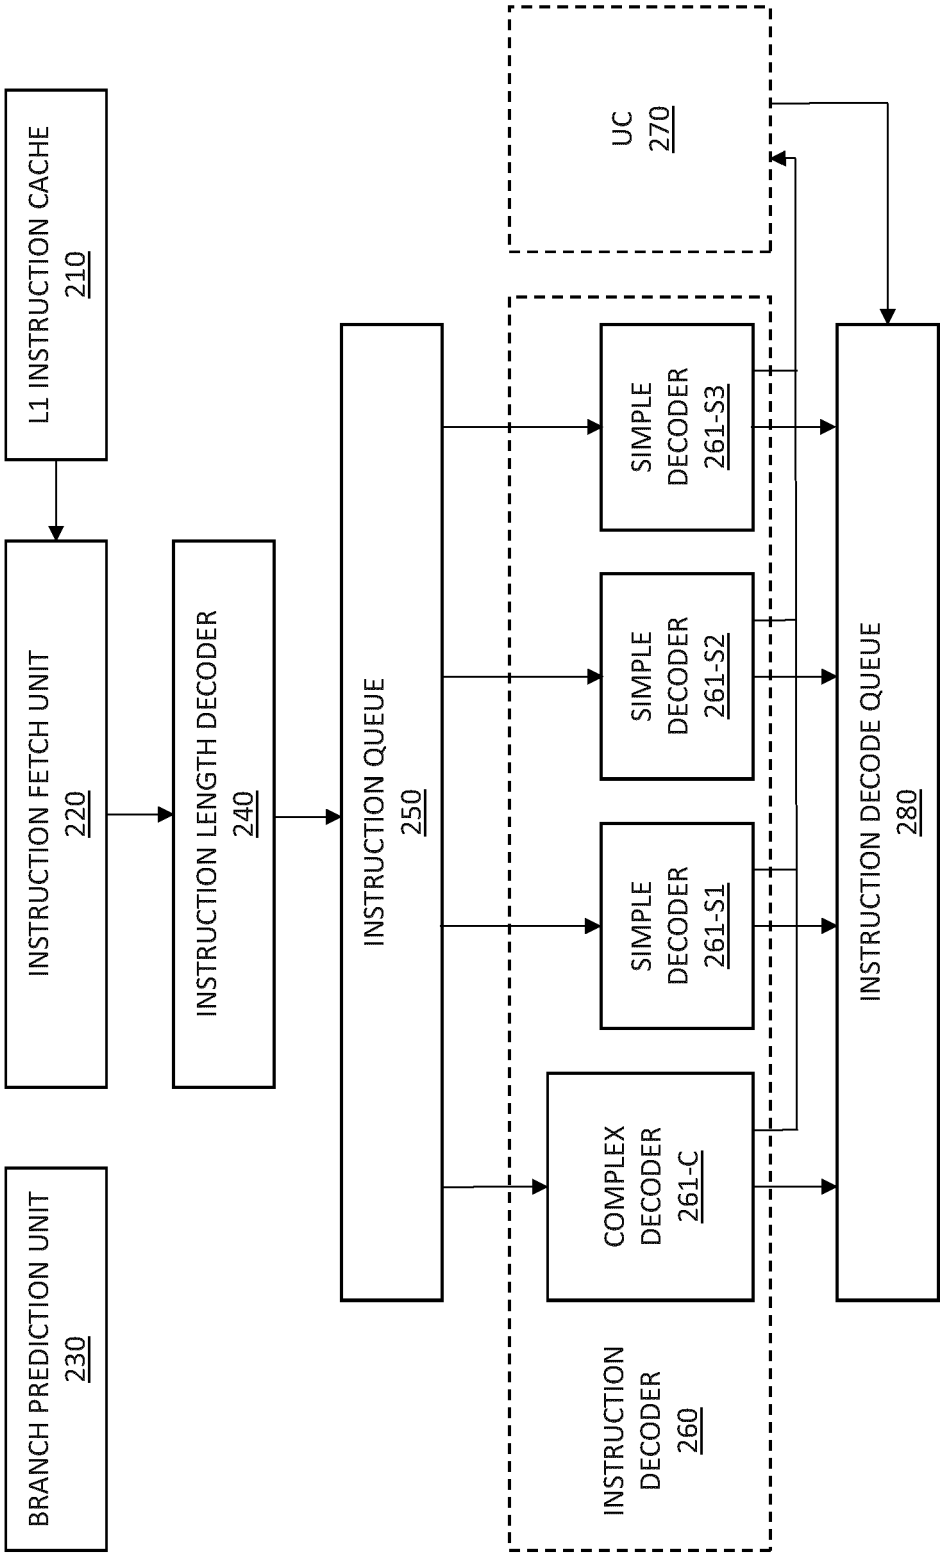 BRANCH PREDICTION UNIT
230
INSTRUCTION FETCH UNIT
220
L1 INSTRUCTION CACHE
210
INSTRUCTION LENGTH DECODER
240
INSTRUCTION QUEUE
250
INSTRUCTION
DECODER
260
COMPLEX
DECODER
261-C
SIMPLE
DECODER
261-S1
SIMPLE
DECODER
261-S2
SIMPLE
DECODER
261-S3
UC
270
INSTRUCTION DECODE QUEUE
280